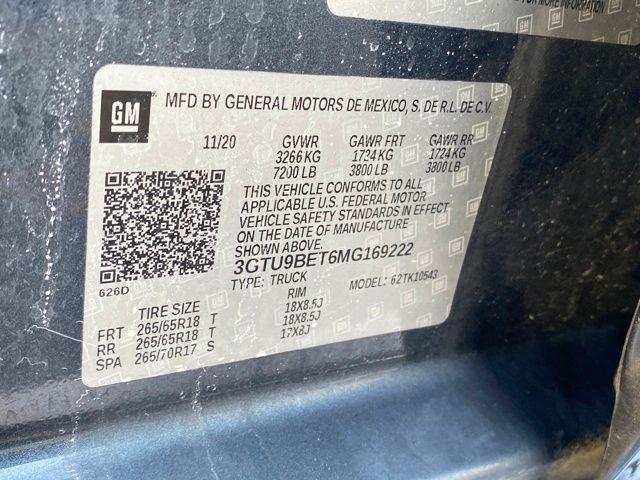 FOR MORE INFORMATION
GM
MFD BY GENERAL MOTORS DE MEXICO, S. DE R.L. DE C.V.
11/20 GVWR GAWR FRT GAWR RR
3266 KG 1724 KG 1724 KG
7200 LB 3800 LB 3800 LB
THIS VEHICLE CONFORMS TO ALL
APPLICABLE U.S. FEDERAL MOTOR
VEHICLE SAFETY STANDARDS IN EFFECT
ON THE DATE OF MANUFACTURE
SHOWN ABOVE.
3GTU9BET6MG169222
626D
TYPE: TRUCK MODEL: 62TK10543
TIRE SIZE RIM
FRT 265/65R18 T 18X8.5J
RR 265/65R18 T 18X8.5J
SPA 265/70R17 S 17X8J